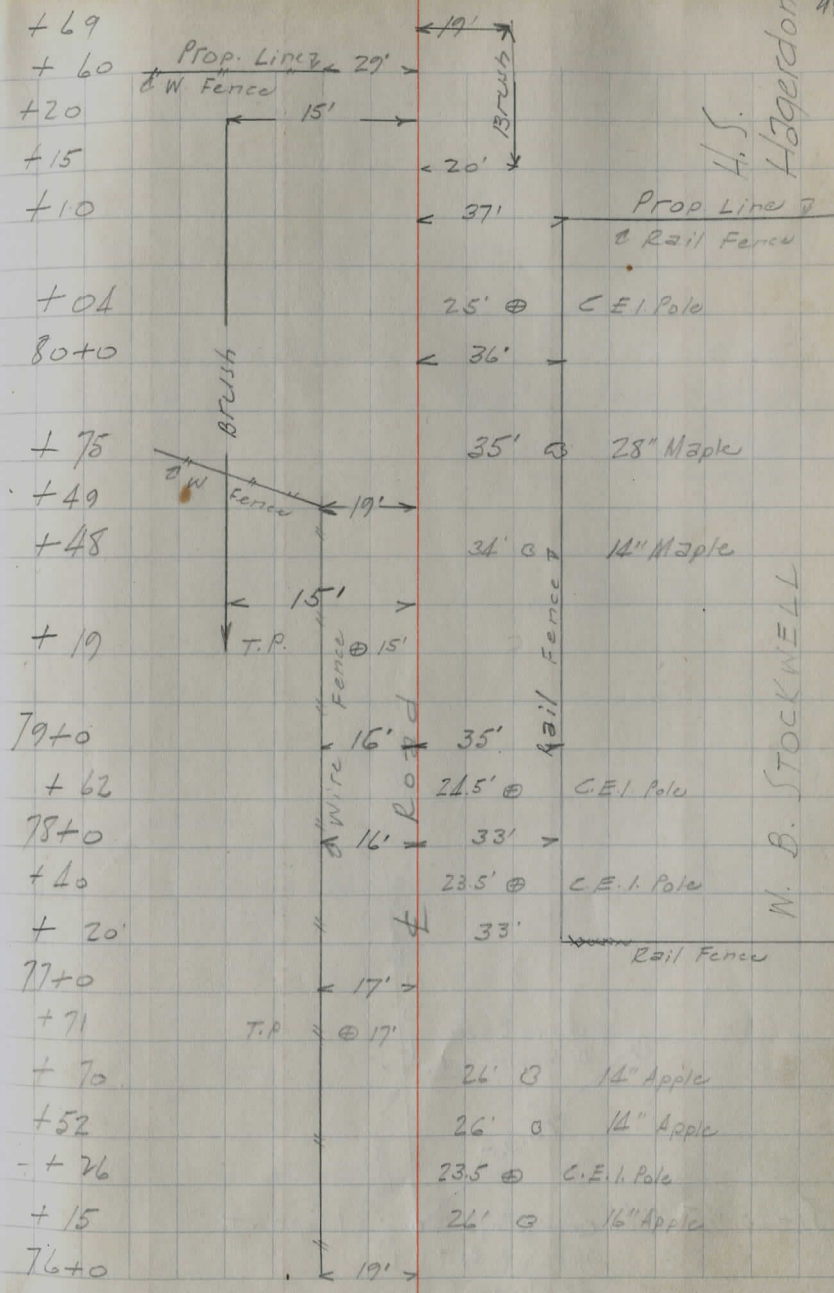 +69 19'
+60 Prop. Line 29'
W. Fence
+20 15' Brush
+15 20'
H. S. Hagerdon
+10 37' Prop. Line
Rail Fence
+04 25' ⊕ C.E.I. Pole
80+0 36'
Brush
+75 35' 28" Maple
W Fence
+49 19'
+48 34' 14" Maple
15'
Rail Fence
+19 T.P. ⊕ 15'
Wire Fence
℄ Road
W. B. STOCKWELL
79+0 16' 35'
+62 24.5' ⊕ C.E.I. Pole
78+0 16' 33'
+40 23.5' ⊕ C.E.I. Pole
+20 33'
Rail Fence
77+0 17'
+71 T.P. ⊕ 17'
+70 26' 14" Apple
+52 26' 14" Apple
+26 23.5 ⊕ C.E.I. Pole
+15 26' 16" Apple
76+0 19'